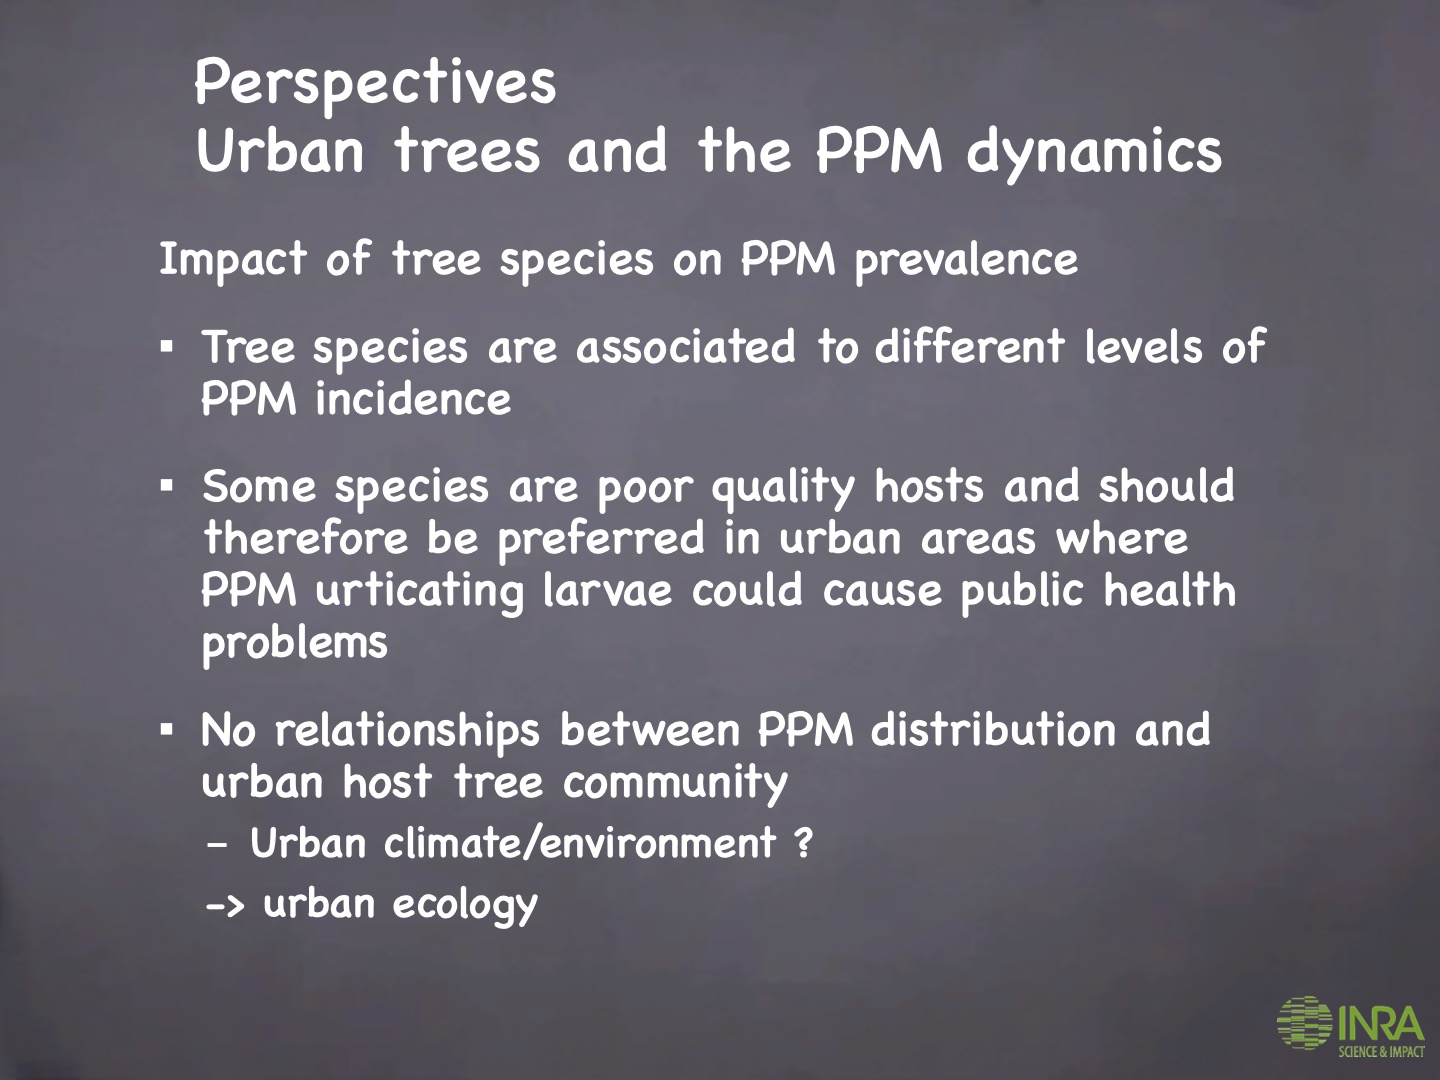 Perspectives
Urban trees and the PPM dynamics
Impact of tree species on PPM prevalence
▪ Tree species are associated to different levels of
PPM incidence
▪ Some species are poor quality hosts and should
therefore be preferred in urban areas where
PPM urticating larvae could cause public health
problems
▪ No relationships between PPM distribution and
urban host tree community
– Urban climate/environment ?
-> urban ecology
INRA
SCIENCE & IMPACT